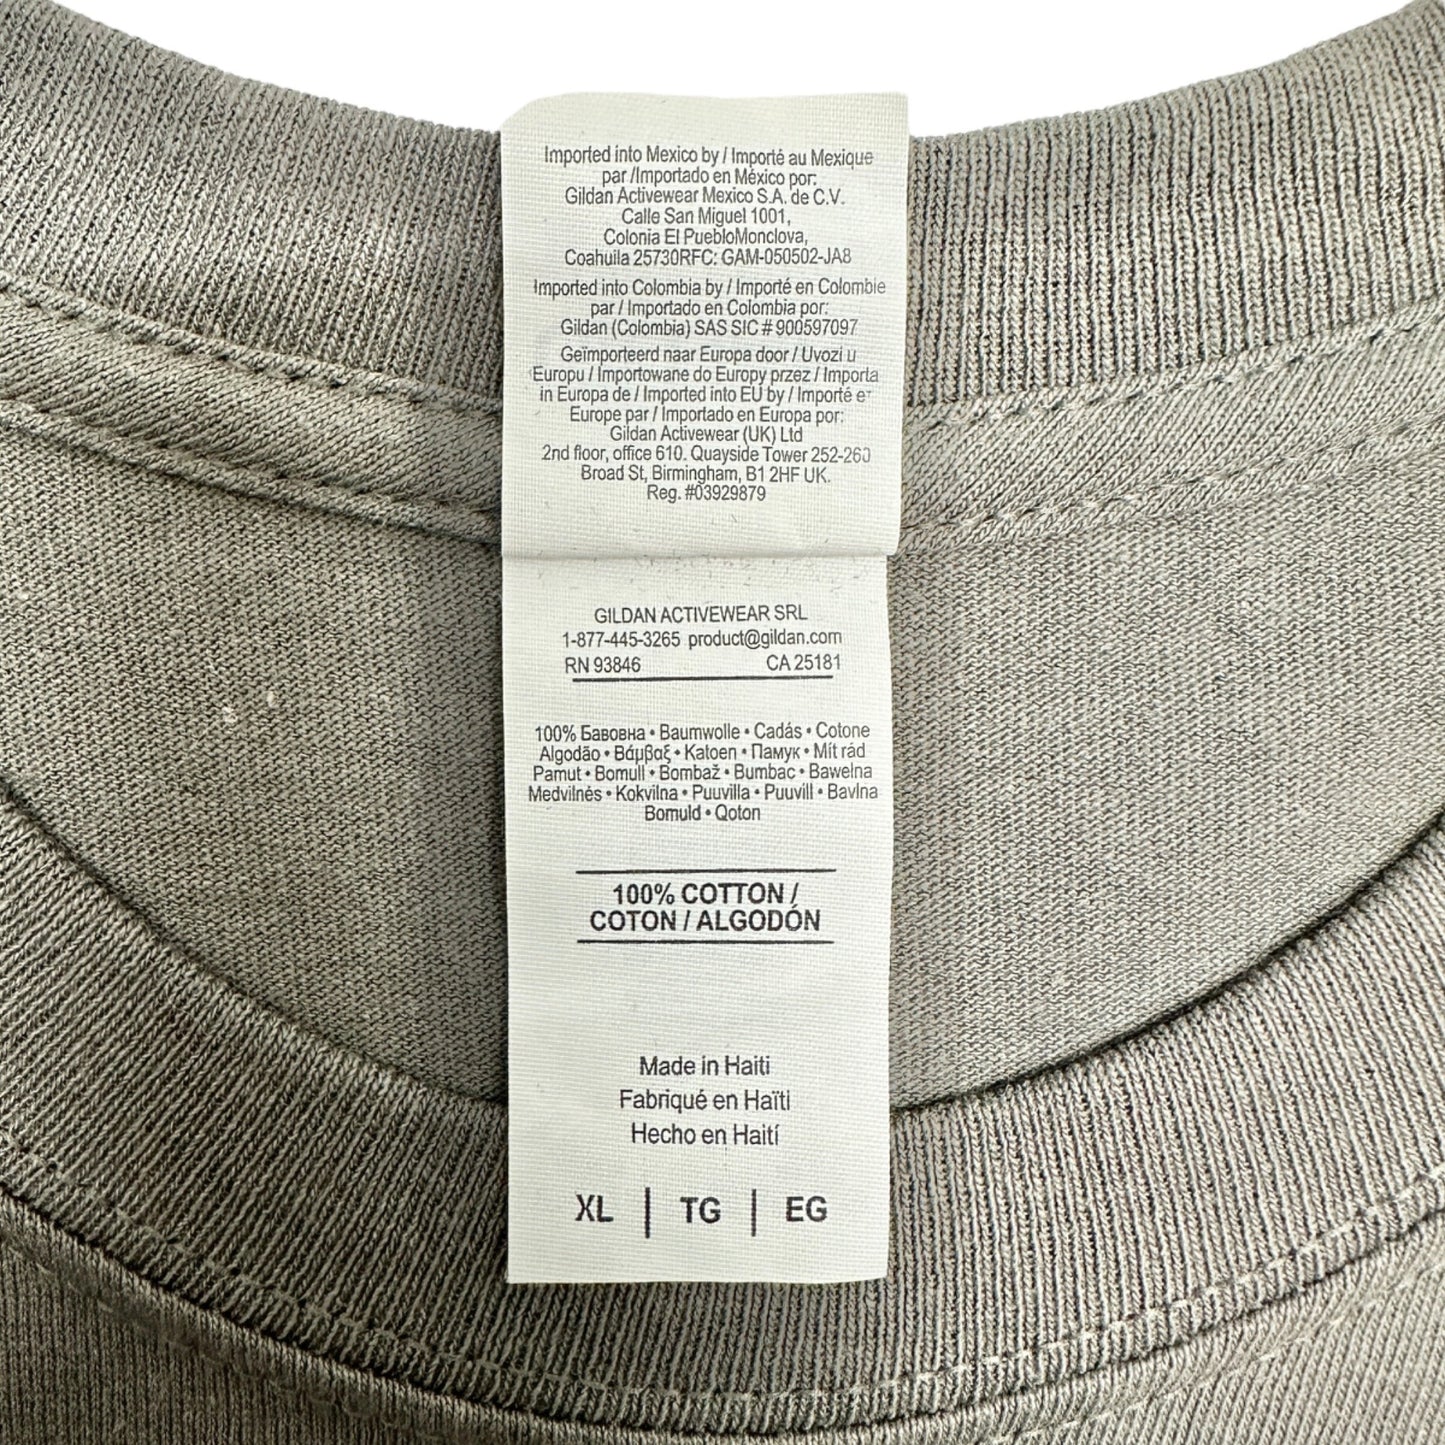 Imported into Mexico by / Importé au Mexique
par /Importado en México por:
Gildan Activewear Mexico S.A. de C.V.
Calle San Miguel 1001,
Colonia El PuebloMonclova,
Coahuila 25730RFC: GAM-050502-JA8
Imported into Colombia by / Importé en Colombie
par / Importado en Colombia por:
Gildan (Colombia) SAS SIC # 900597097
Geïmporteerd naar Europa door / Uvozi u
Europu / Importowane do Europy przez / Importa
in Europa de / Imported into EU by / Importé e
Europe par / Importado en Europa por:
Gildan Activewear (UK) Ltd
2nd floor, office 610. Quayside Tower 252-260
Broad St, Birmingham, B1 2HF UK.
Reg. #03929879
GILDAN ACTIVEWEAR SRL
1-877-445-3265 product@gildan.com
RN 93846 CA 25181
100% Бавовна • Baumwolle • Cadás • Cotone
Algodão • Βάμβαξ • Katoen • Памук • Mít rád
Pamut • Bomull • Bombaž • Bumbac • Bawełna
Medvilnės • Kokvilna • Puuvilla • Puuvill • Bavlna
Bomuld • Qoton
100% COTTON /
COTON / ALGODÓN
Made in Haiti
Fabriqué en Haïti
Hecho en Haití
XL | TG | EG